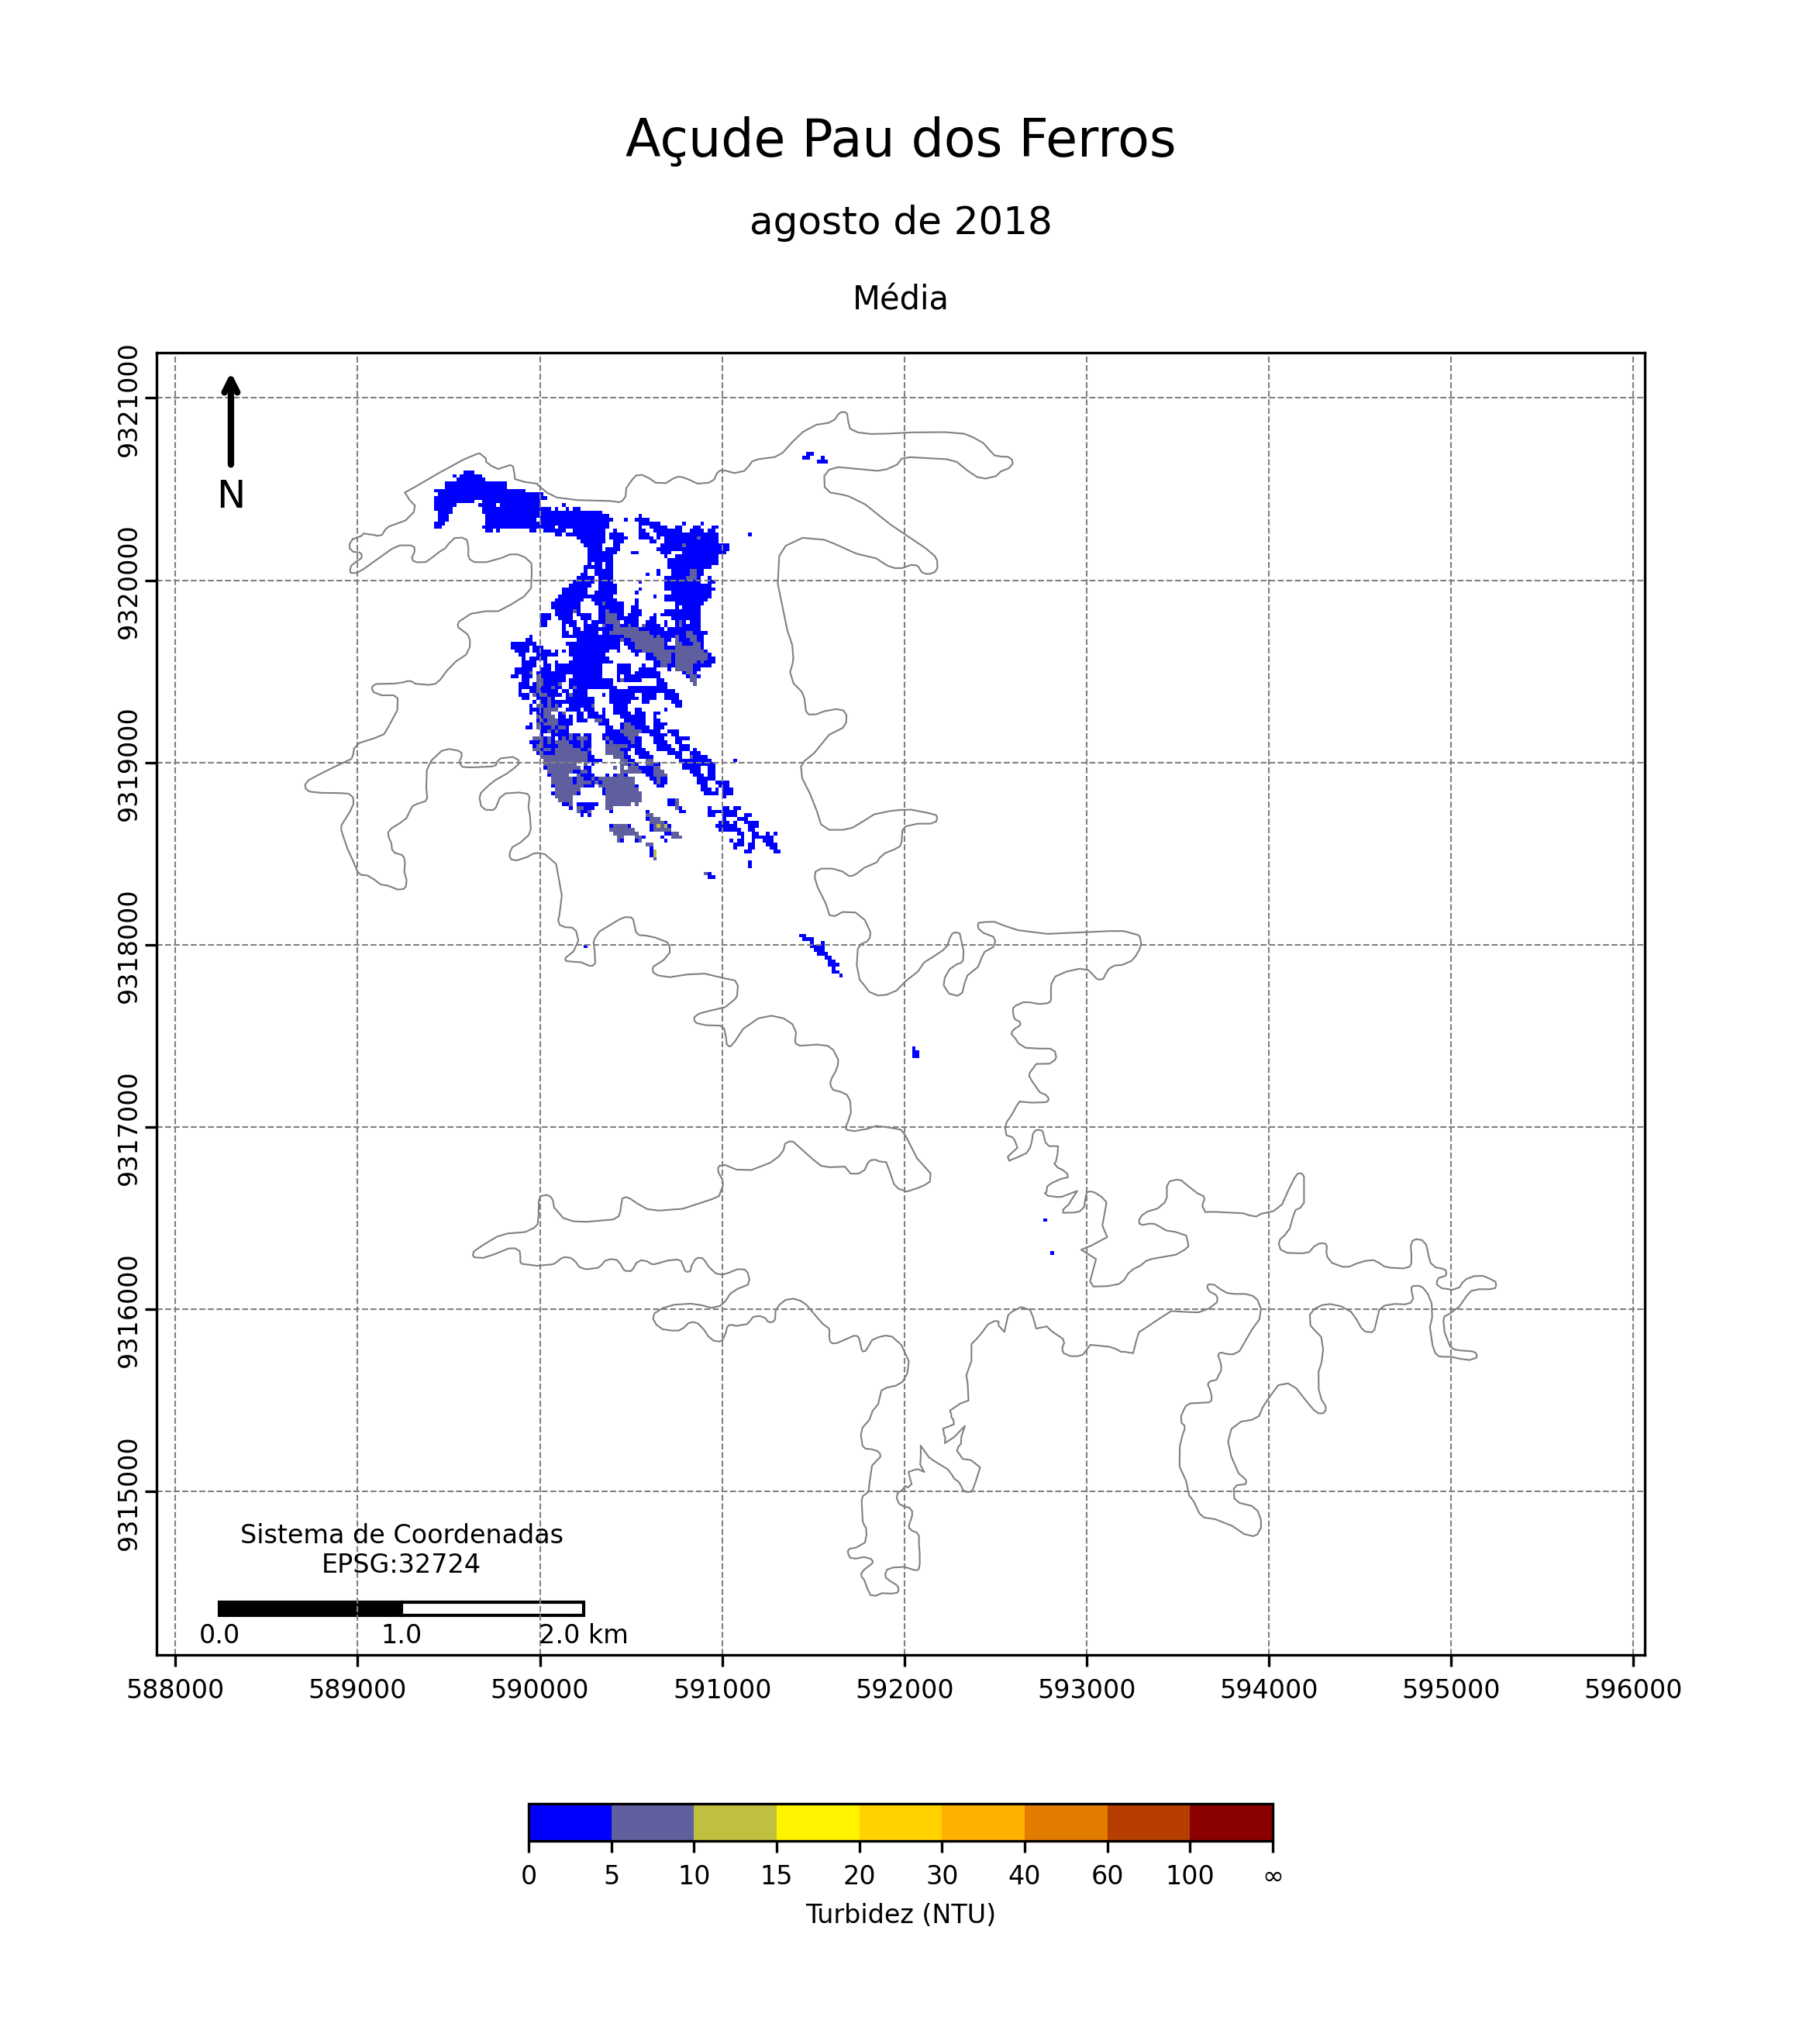 Açude Pau dos Ferros
agosto de 2018
Média
9321000
9320000
9319000
9318000
9317000
9316000
9315000
N
Sistema de Coordenadas
EPSG:32724
0.0 1.0 2.0 km
588000 589000 590000 591000 592000 593000 594000 595000 596000
0 5 10 15 20 30 40 60 100 ∞
Turbidez (NTU)